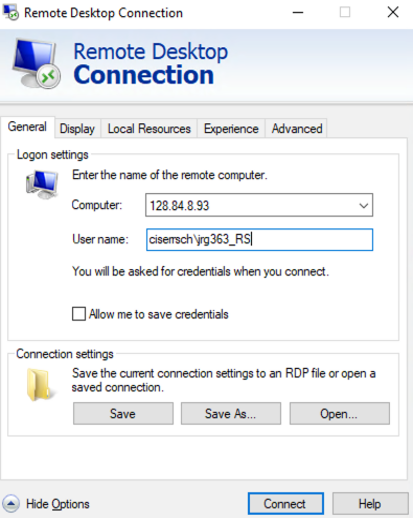 Remote Desktop Connection
Remote Desktop
Connection
General
Display
Local Resources
Experience
Advanced
Logon settings
Enter the name of the remote computer.
Computer:
128.84.8.93
User name:
ciserrsch\jrg363_RS
You will be asked for credentials when you connect.
Allow me to save credentials
Connection settings
Save the current connection settings to an RDP file or open a
saved connection.
Save
Save As...
Open...
Hide Options
Connect
Help